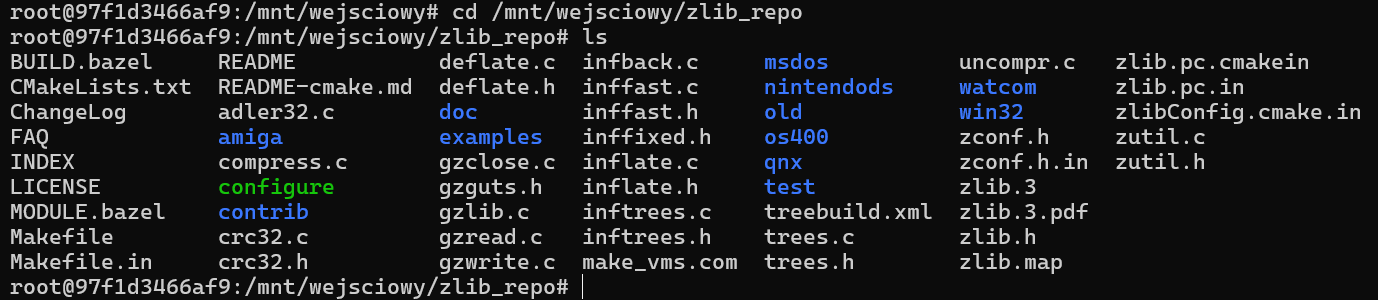 root@97f1d3466af9:/mnt/wejsciowy# cd /mnt/wejsciowy/zlib_repo
root@97f1d3466af9:/mnt/wejsciowy/zlib_repo# ls
BUILD.bazel README deflate.c infback.c msdos uncompr.c zlib.pc.cmakein
CMakeLists.txt README-cmake.md deflate.h inffast.c nintendods watcom zlib.pc.in
ChangeLog adler32.c doc inffast.h old win32 zlibConfig.cmake.in
FAQ amiga examples inffixed.h os400 zconf.h zutil.c
INDEX compress.c gzclose.c inflate.c qnx zconf.h.in zutil.h
LICENSE configure gzguts.h inflate.h test zlib.3
MODULE.bazel contrib gzlib.c inftrees.c treebuild.xml zlib.3.pdf
Makefile crc32.c gzread.c inftrees.h trees.c zlib.h
Makefile.in crc32.h gzwrite.c make_vms.com trees.h zlib.map
root@97f1d3466af9:/mnt/wejsciowy/zlib_repo#